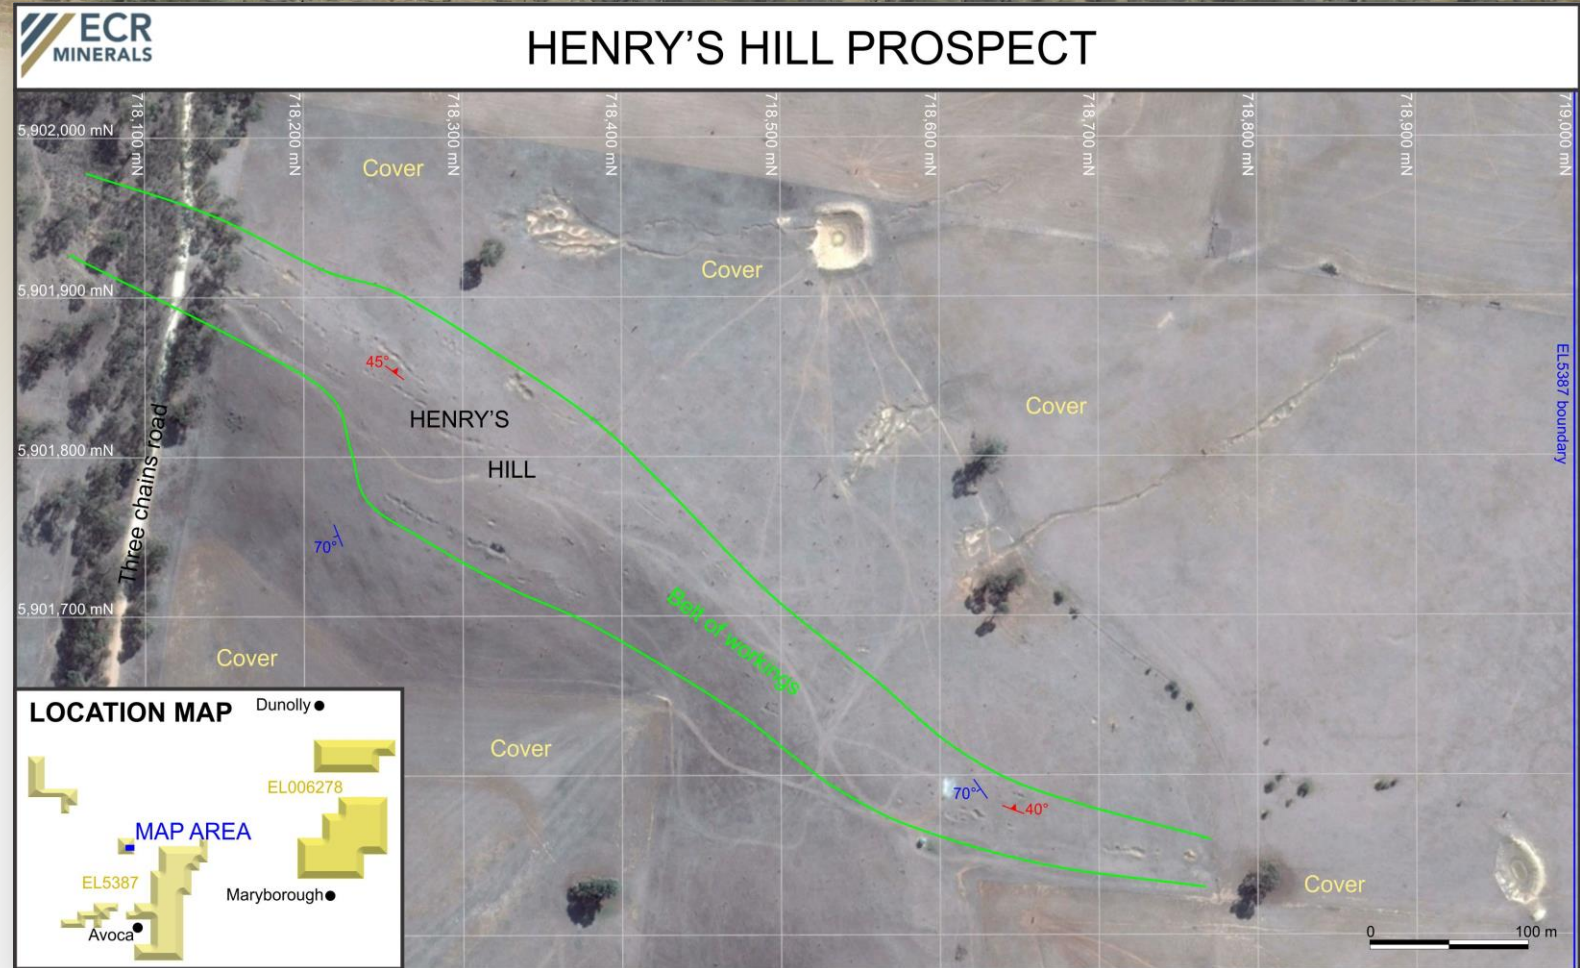 ECR
MINERALS
HENRY'S HILL PROSPECT
718,100 mN
718,200 mN
718,300 mN
718,400 mN
718,500 mN
718,600 mN
718,700 mN
718,800 mN
718,900 mN
719,000 mN
5,902,000 mN
Cover
Cover
5,901,900 mN
45°
EL5387 boundary
Cover
HENRY'S
5,901,800 mN
HILL
Three chains road
70°
5,901,700 mN
Belt of workings
Cover
Cover
70°
40°
Cover
LOCATION MAP
Dunolly
EL006278
MAP AREA
EL5387
Maryborough
Avoca
0 100 m